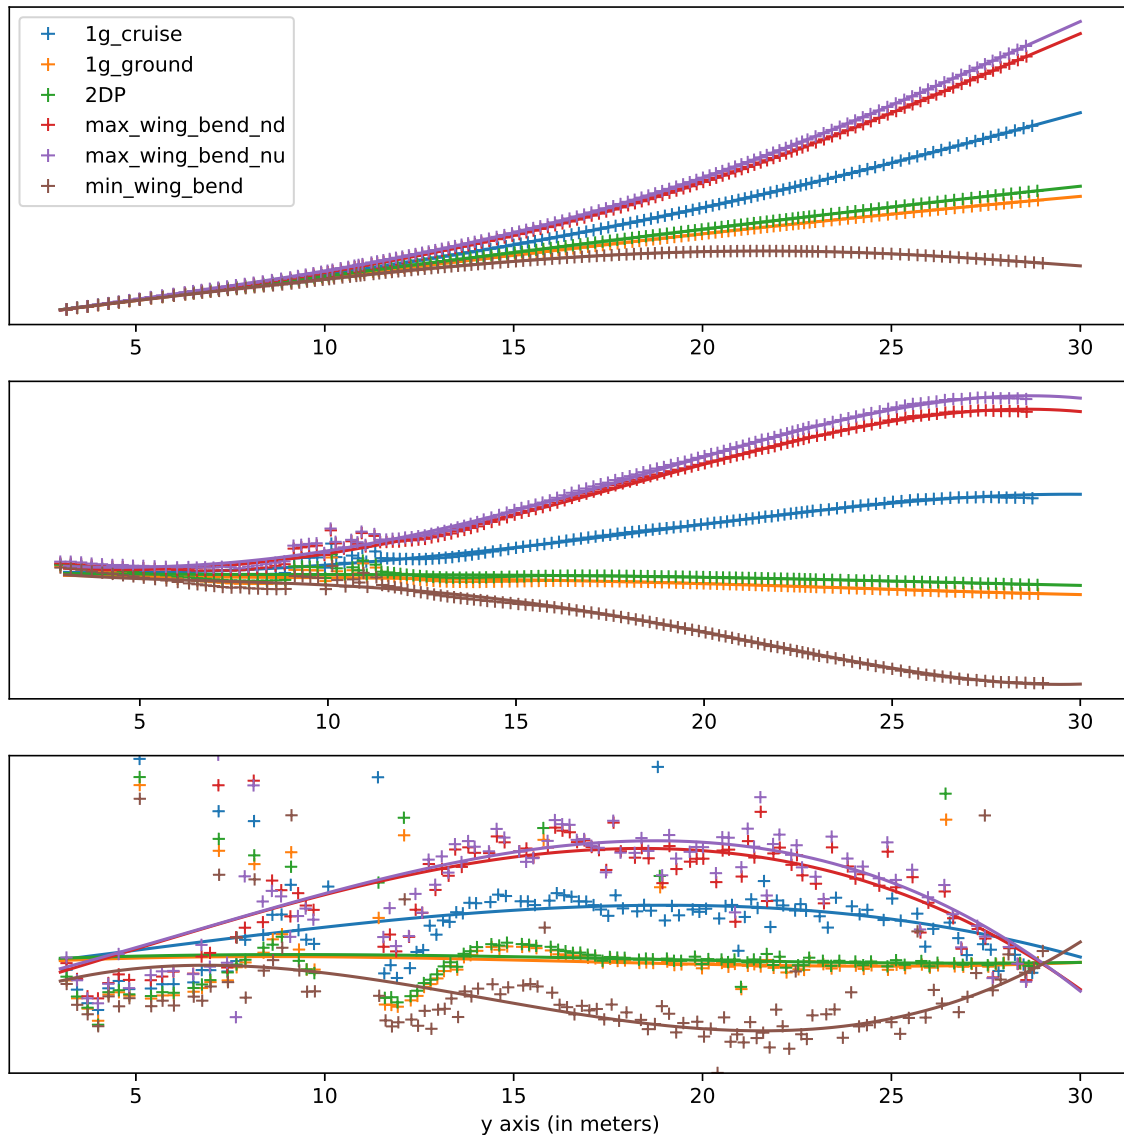 1g_cruise
1g_ground
2DP
max_wing_bend_nd
max_wing_bend_nu
min_wing_bend
5 10 15 20 25 30
5 10 15 20 25 30
5 10 15 20 25 30
y axis (in meters)